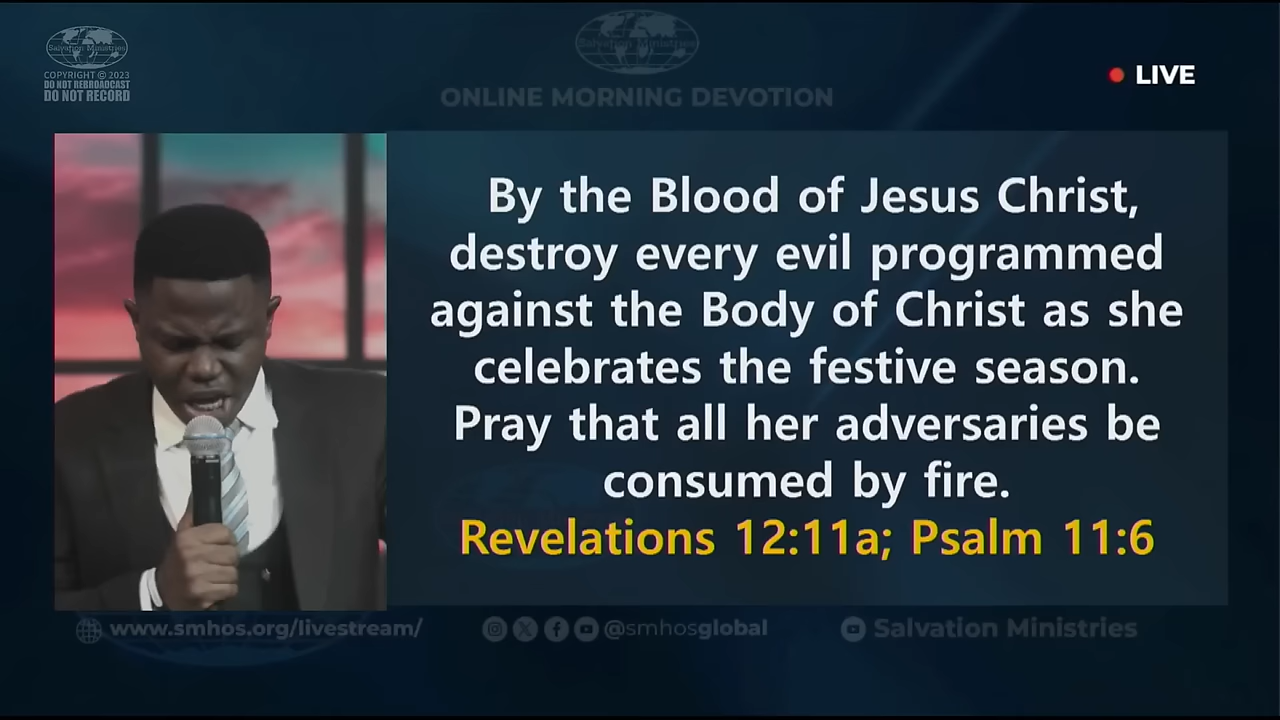 Salvation Ministries
COPYRIGHT © 2023
DO NOT REBROADCAST
DO NOT RECORD
Salvation Ministries
ONLINE MORNING DEVOTION
LIVE
By the Blood of Jesus Christ,
destroy every evil programmed
against the Body of Christ as she
celebrates the festive season.
Pray that all her adversaries be
consumed by fire.
Revelations 12:11a; Psalm 11:6
www.smhos.org/livestream/
@smhosglobal
Salvation Ministries